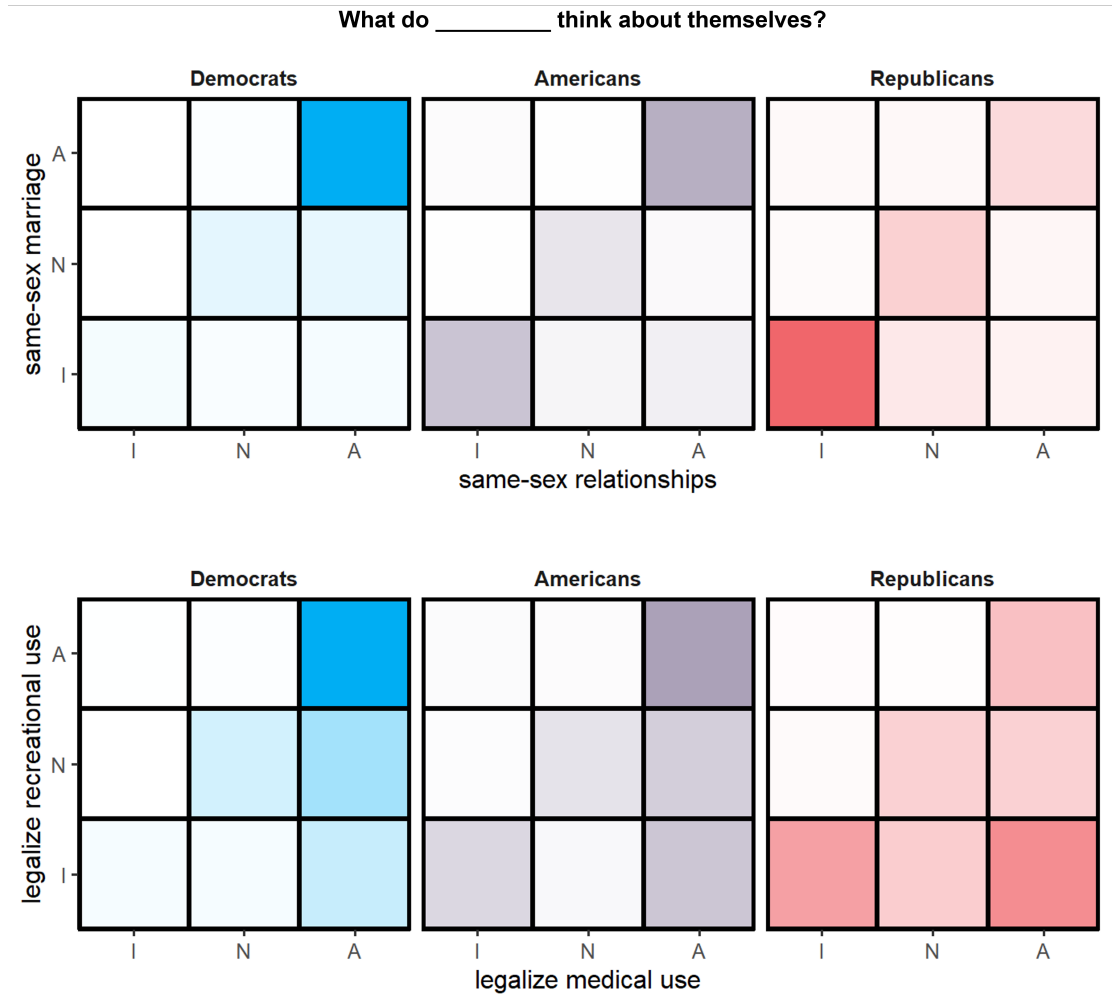 What do _________ think about themselves?
Democrats Americans Republicans
same-sex marriage
A
N
I
I N A I N A I N A
same-sex relationships
Democrats Americans Republicans
legalize recreational use
A
N
I
I N A I N A I N A
legalize medical use